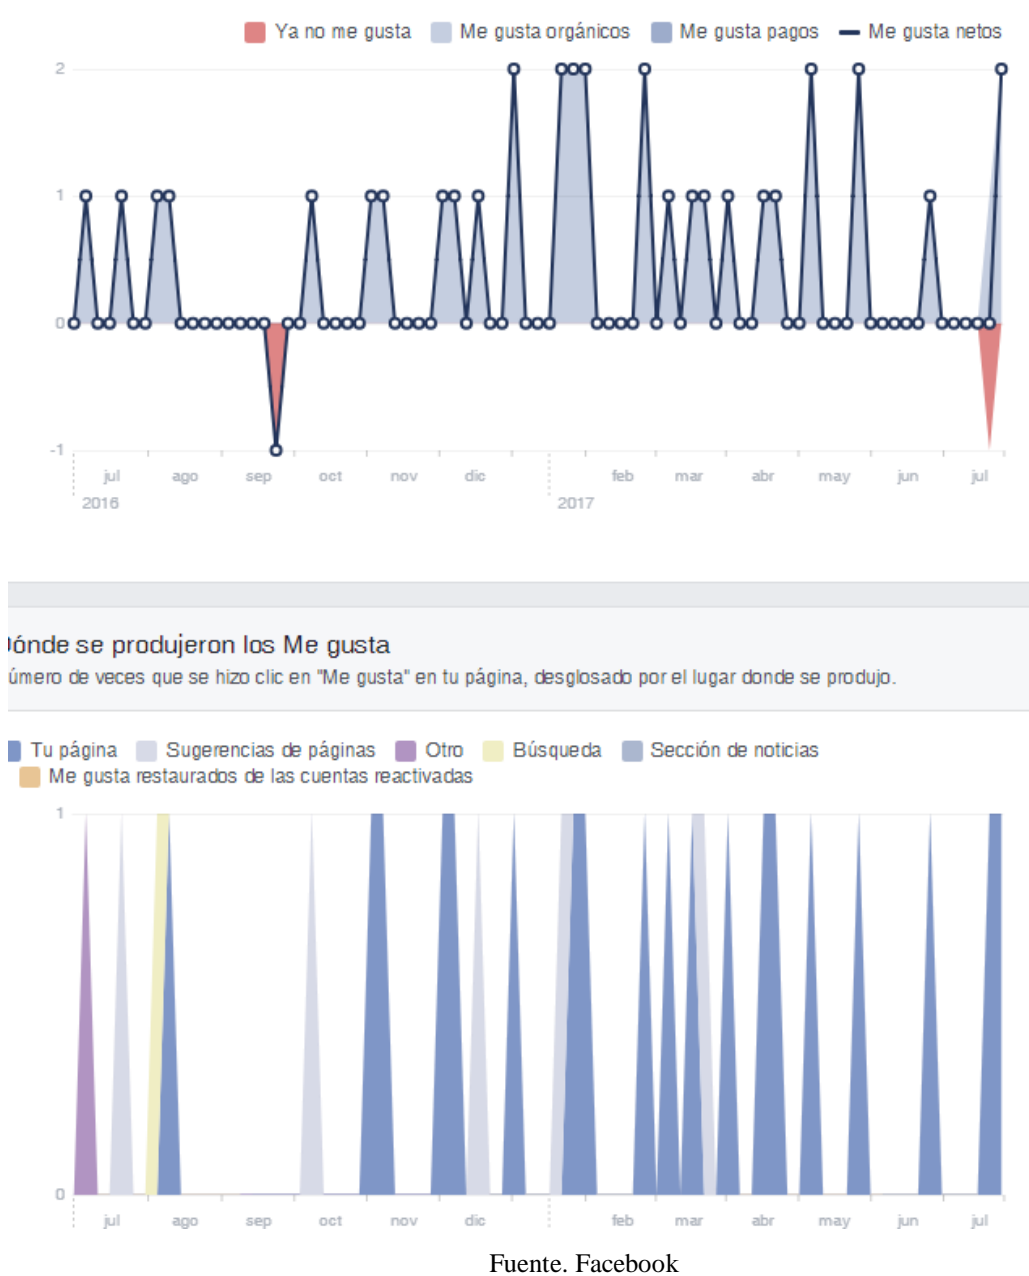 Ya no me gusta Me gusta orgánicos Me gusta pagos Me gusta netos
2
1
0
-1
jul ago sep oct nov dic feb mar abr may jun jul
2016 2017
Dónde se produjeron los Me gusta
úmero de veces que se hizo clic en "Me gusta" en tu página, desglosado por el lugar donde se produjo.
Tu página Sugerencias de páginas Otro Búsqueda Sección de noticias
Me gusta restaurados de las cuentas reactivadas
1
0
jul ago sep oct nov dic feb mar abr may jun jul
Fuente. Facebook